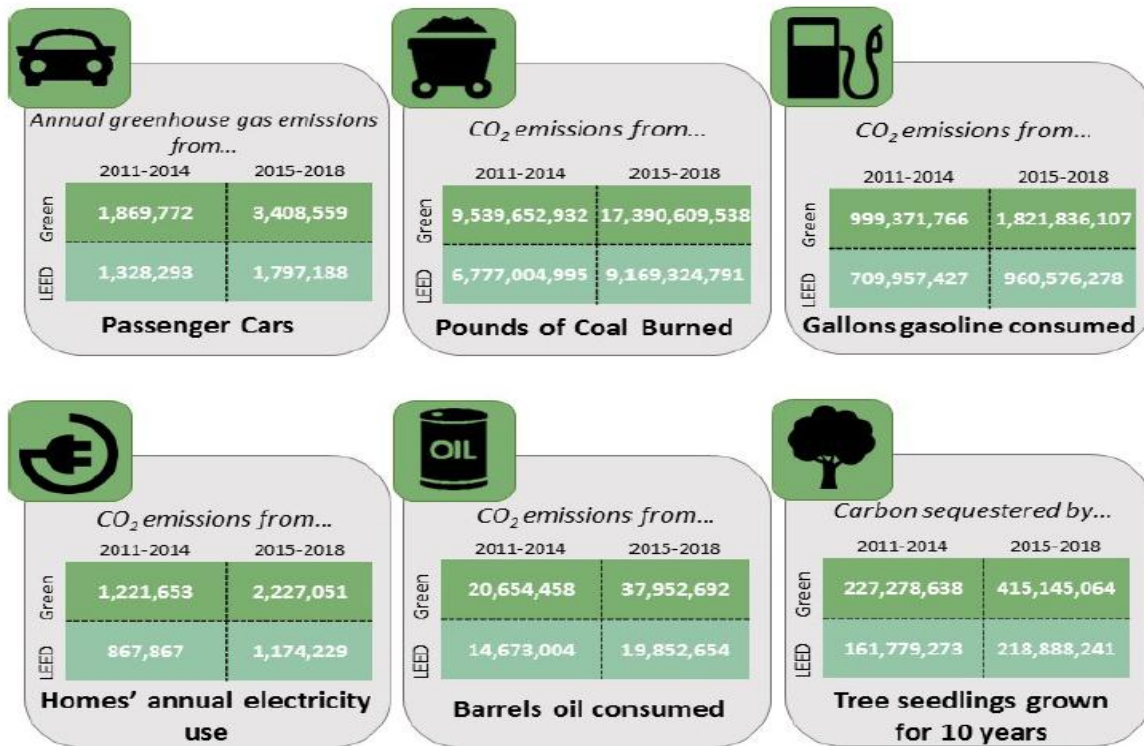 Annual greenhouse gas emissions
from...
2011-2014 2015-2018
Green 1,869,772 3,408,559
LEED 1,328,293 1,797,188
Passenger Cars
CO₂ emissions from...
2011-2014 2015-2018
Green 9,539,652,932 17,390,609,538
LEED 6,777,004,995 9,169,324,791
Pounds of Coal Burned
CO₂ emissions from...
2011-2014 2015-2018
Green 999,371,766 1,821,836,107
LEED 709,957,427 960,576,278
Gallons gasoline consumed
CO₂ emissions from...
2011-2014 2015-2018
Green 1,221,653 2,227,051
LEED 867,867 1,174,229
Homes’ annual electricity
use
OIL
CO₂ emissions from...
2011-2014 2015-2018
Green 20,654,458 37,952,692
LEED 14,673,004 19,852,654
Barrels oil consumed
Carbon sequestered by...
2011-2014 2015-2018
Green 227,278,638 415,145,064
LEED 161,779,273 218,888,241
Tree seedlings grown
for 10 years